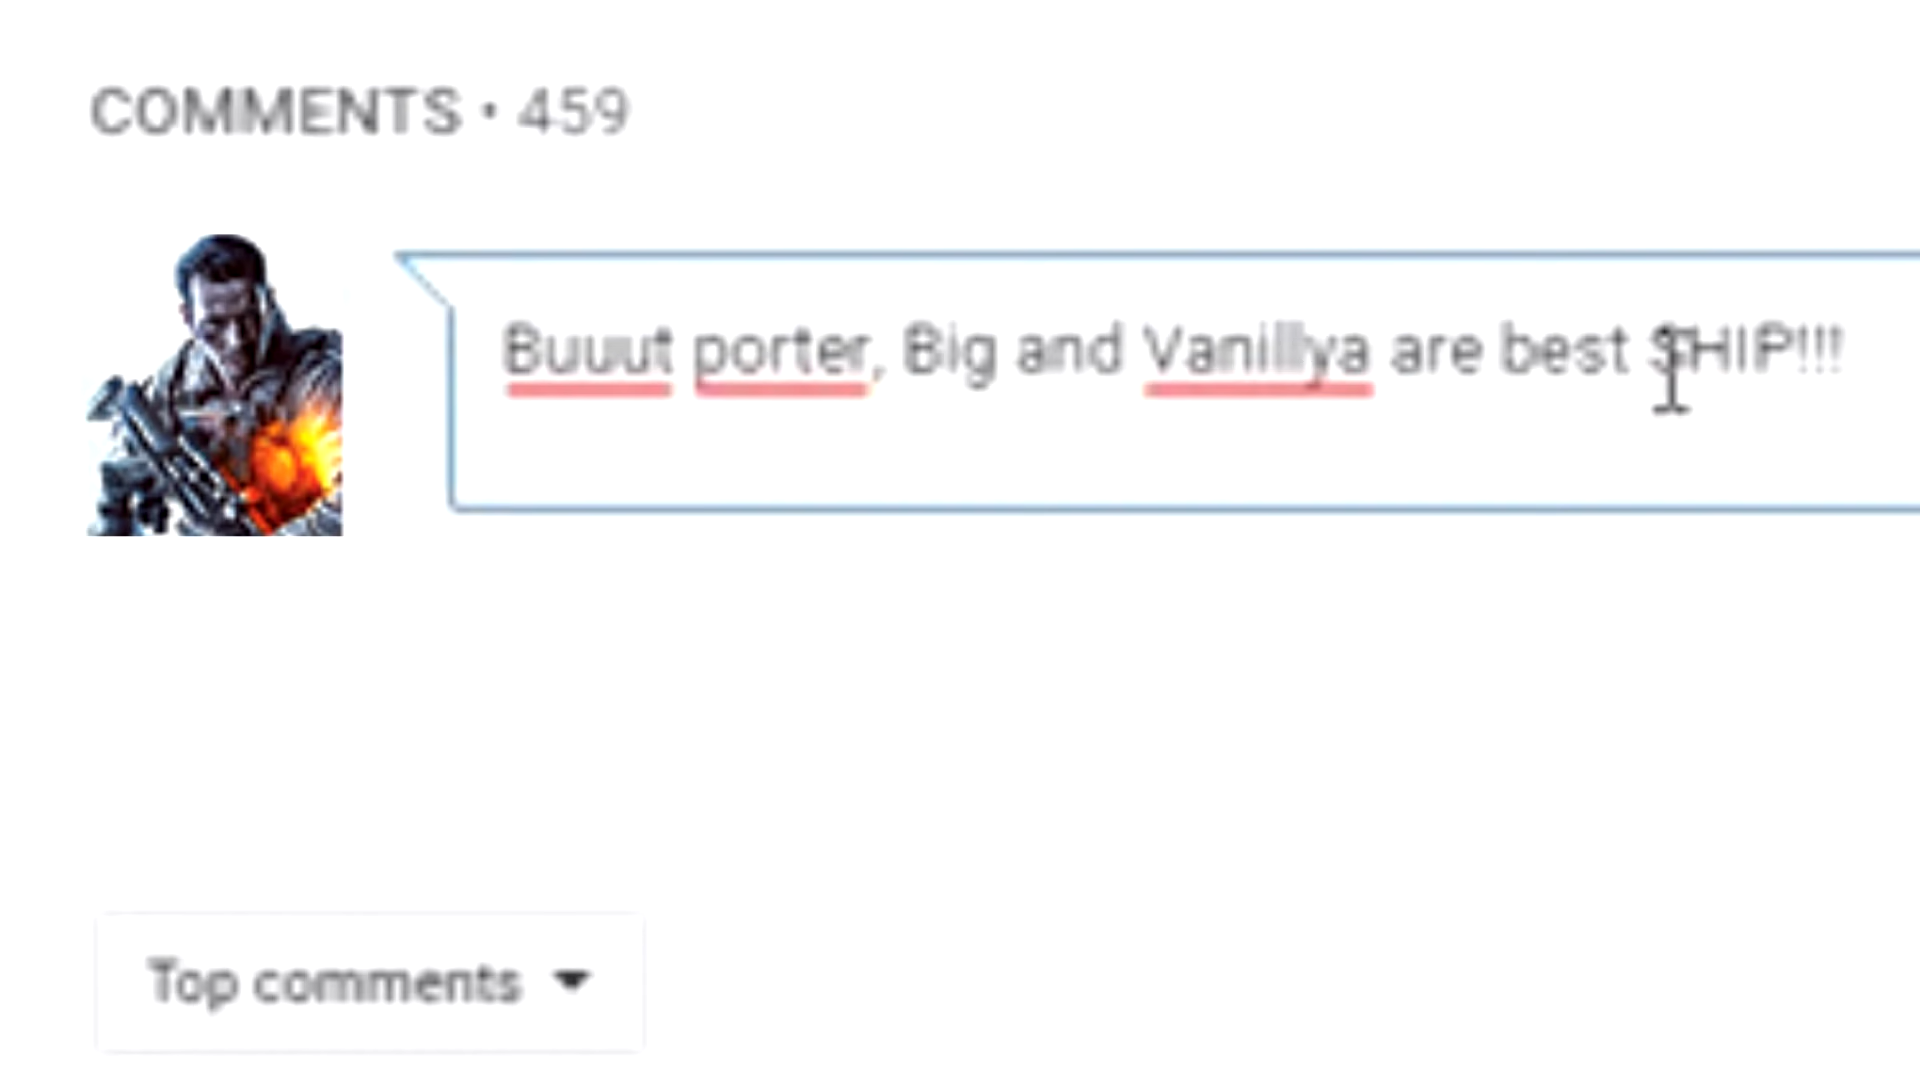 COMMENTS • 459
Buuut porter, Big and Vanillya are best SHIP!!!
Top comments